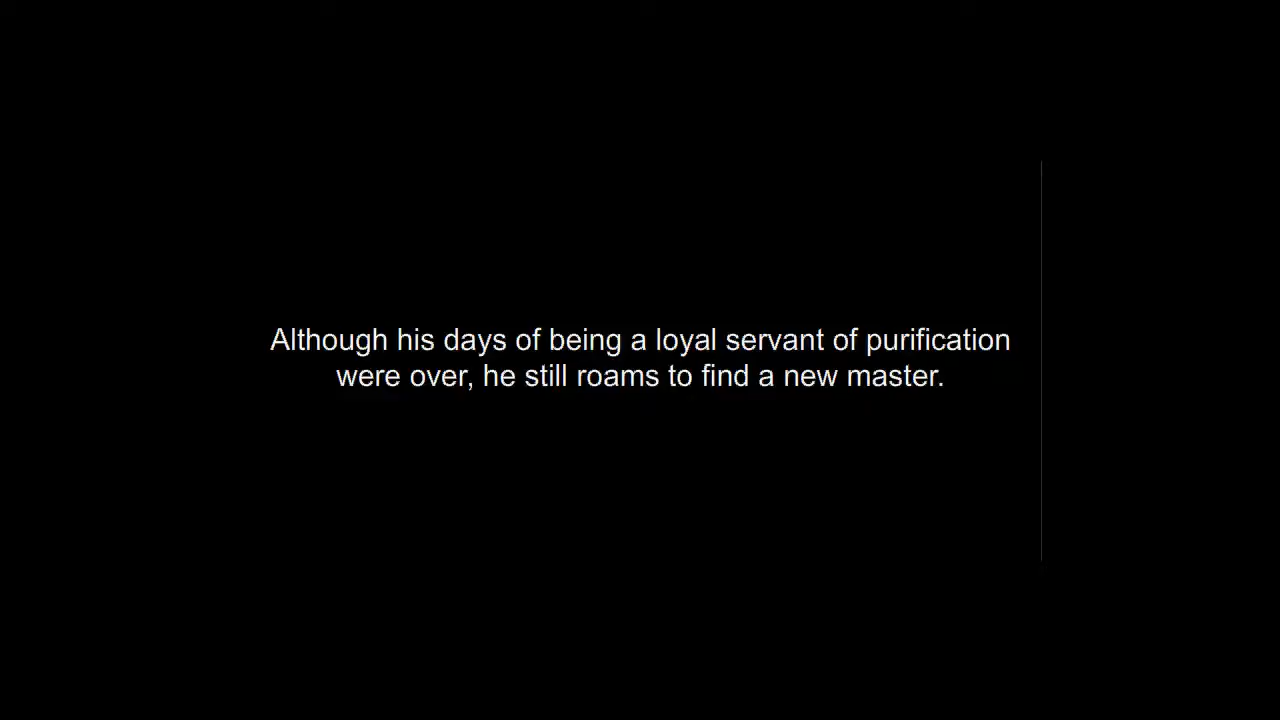 Although his days of being a loyal servant of purification
were over, he still roams to find a new master.